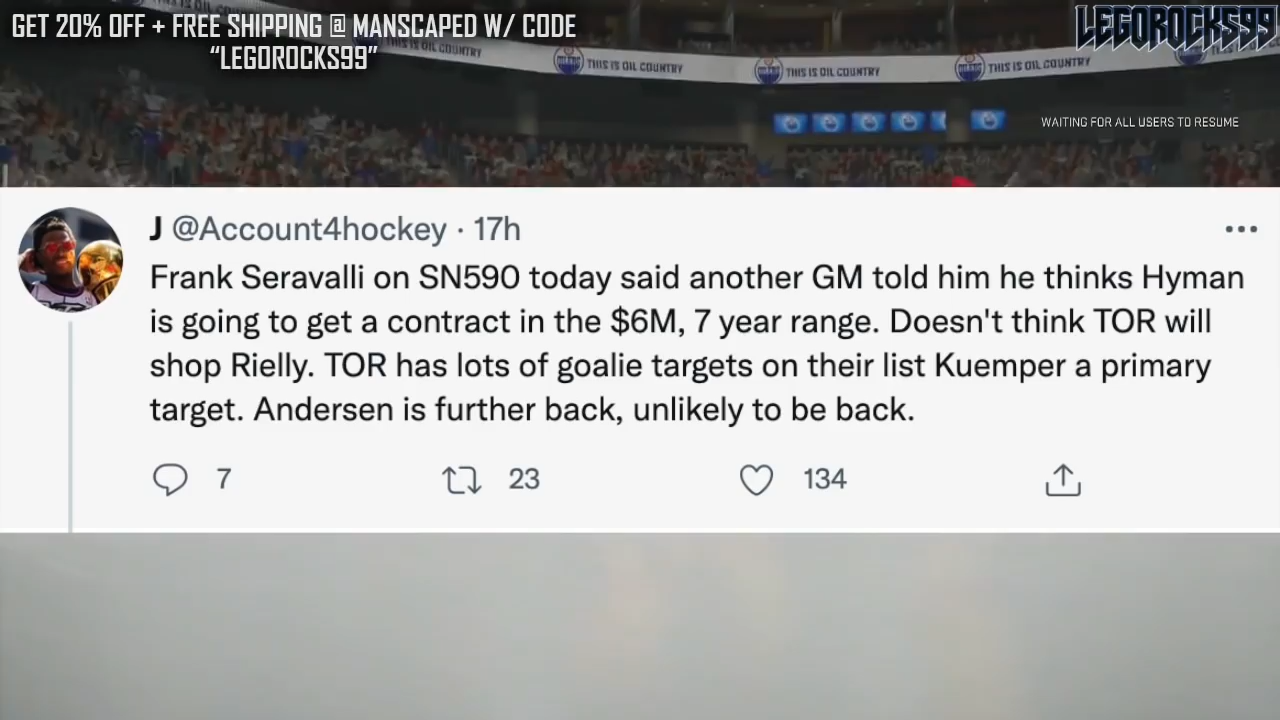 GET 20% OFF + FREE SHIPPING @ MANSCAPED W/ CODE
"LEGOROCKS99"
LEGOROCKS99
THIS IS OIL COUNTRY
THIS IS OIL COUNTRY
THIS IS OIL COUNTRY
THIS IS OIL COUNTRY
WAITING FOR ALL USERS TO RESUME
J @Account4hockey · 17h
Frank Seravalli on SN590 today said another GM told him he thinks Hyman
is going to get a contract in the $6M, 7 year range. Doesn't think TOR will
shop Rielly. TOR has lots of goalie targets on their list Kuemper a primary
target. Andersen is further back, unlikely to be back.
7 23 134